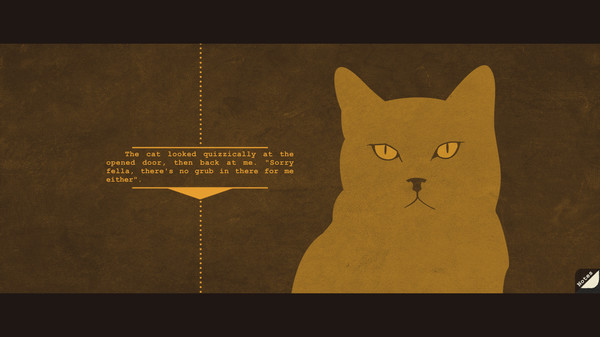 The cat looked quizzically at the
opened door, then back at me. "Sorry
fella, there's no grub in there for me
either".
Notes